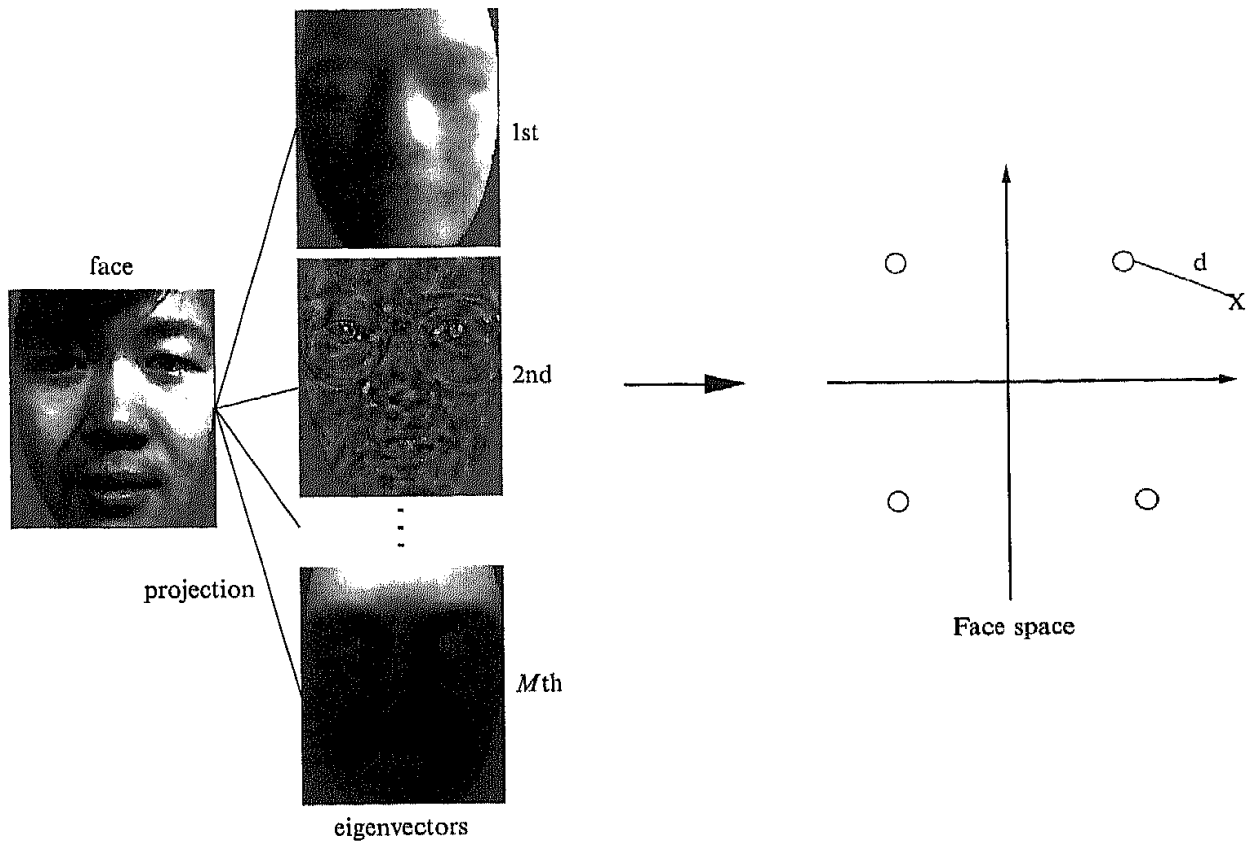 face
projection
1st
2nd
Mth
eigenvectors
d
X
Face space